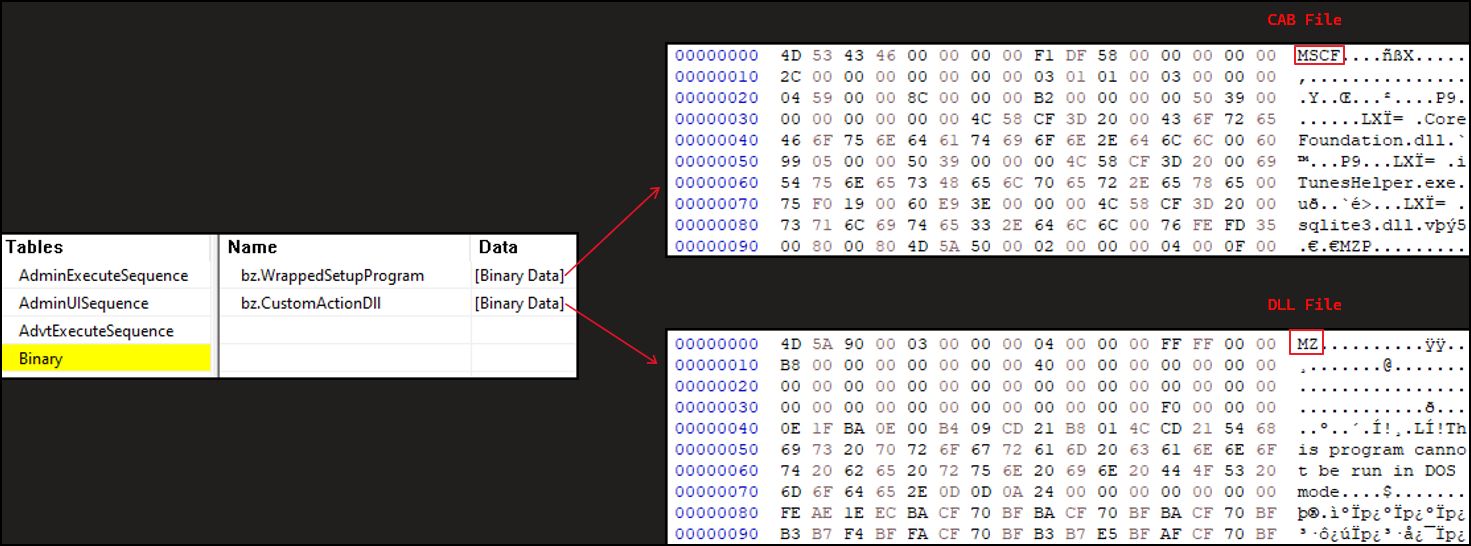 CAB File
00000000 4D 53 43 46 00 00 00 00 F1 DF 58 00 00 00 00 00 MSCF....ñßX.....
00000010 2C 00 00 00 00 00 00 00 03 01 01 00 03 00 00 00 ,...............
00000020 04 59 00 00 8C 00 00 00 B2 00 00 00 00 50 39 00 .Y..Œ...²....P9.
00000030 00 00 00 00 00 00 4C 58 CF 3D 20 00 43 6F 72 65 ......LXÏ= .Core
00000040 46 6F 75 6E 64 61 74 69 6F 6E 2E 64 6C 6C 00 60 Foundation.dll.`
00000050 99 05 00 00 50 39 00 00 00 4C 58 CF 3D 20 00 69 ™...P9...LXÏ= .i
00000060 54 75 6E 65 73 48 65 6C 70 65 72 2E 65 78 65 00 TunesHelper.exe.
00000070 75 F0 19 00 60 E9 3E 00 00 00 4C 58 CF 3D 20 00 uð..`é>...LXÏ= .
00000080 73 71 6C 69 74 65 33 2E 64 6C 6C 00 76 FE FD 35 sqlite3.dll.vþý5
00000090 00 80 00 80 4D 5A 50 00 02 00 00 00 04 00 0F 00 .€.€MZP.........
Tables Name Data
AdminExecuteSequence bz.WrappedSetupProgram [Binary Data]
AdminUISequence bz.CustomActionDll [Binary Data]
AdvtExecuteSequence
Binary
DLL File
00000000 4D 5A 90 00 03 00 00 00 04 00 00 00 FF FF 00 00 MZ..........ÿÿ..
00000010 B8 00 00 00 00 00 00 00 40 00 00 00 00 00 00 00 ¸.......@.......
00000020 00 00 00 00 00 00 00 00 00 00 00 00 00 00 00 00 ................
00000030 00 00 00 00 00 00 00 00 00 00 00 00 F0 00 00 00 ............ð...
00000040 0E 1F BA 0E 00 B4 09 CD 21 B8 01 4C CD 21 54 68 ..º..´.Í!¸.LÍ!Th
00000050 69 73 20 70 72 6F 67 72 61 6D 20 63 61 6E 6E 6F is program canno
00000060 74 20 62 65 20 72 75 6E 20 69 6E 20 44 4F 53 20 t be run in DOS
00000070 6D 6F 64 65 2E 0D 0D 0A 24 00 00 00 00 00 00 00 mode....$.......
00000080 FE AE 1E EC BA CF 70 BF BA CF 70 BF BA CF 70 BF þ®.ìºÏp¿ºÏp¿ºÏp¿
00000090 B3 B7 F4 BF FA CF 70 BF B3 B7 E5 BF AF CF 70 BF ³·ô¿úÏp¿³·å¿¯Ïp¿